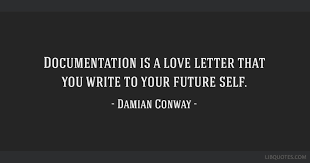 Documentation is a love letter that
you write to your future self.
- Damian Conway -
LIBQUOTES.COM